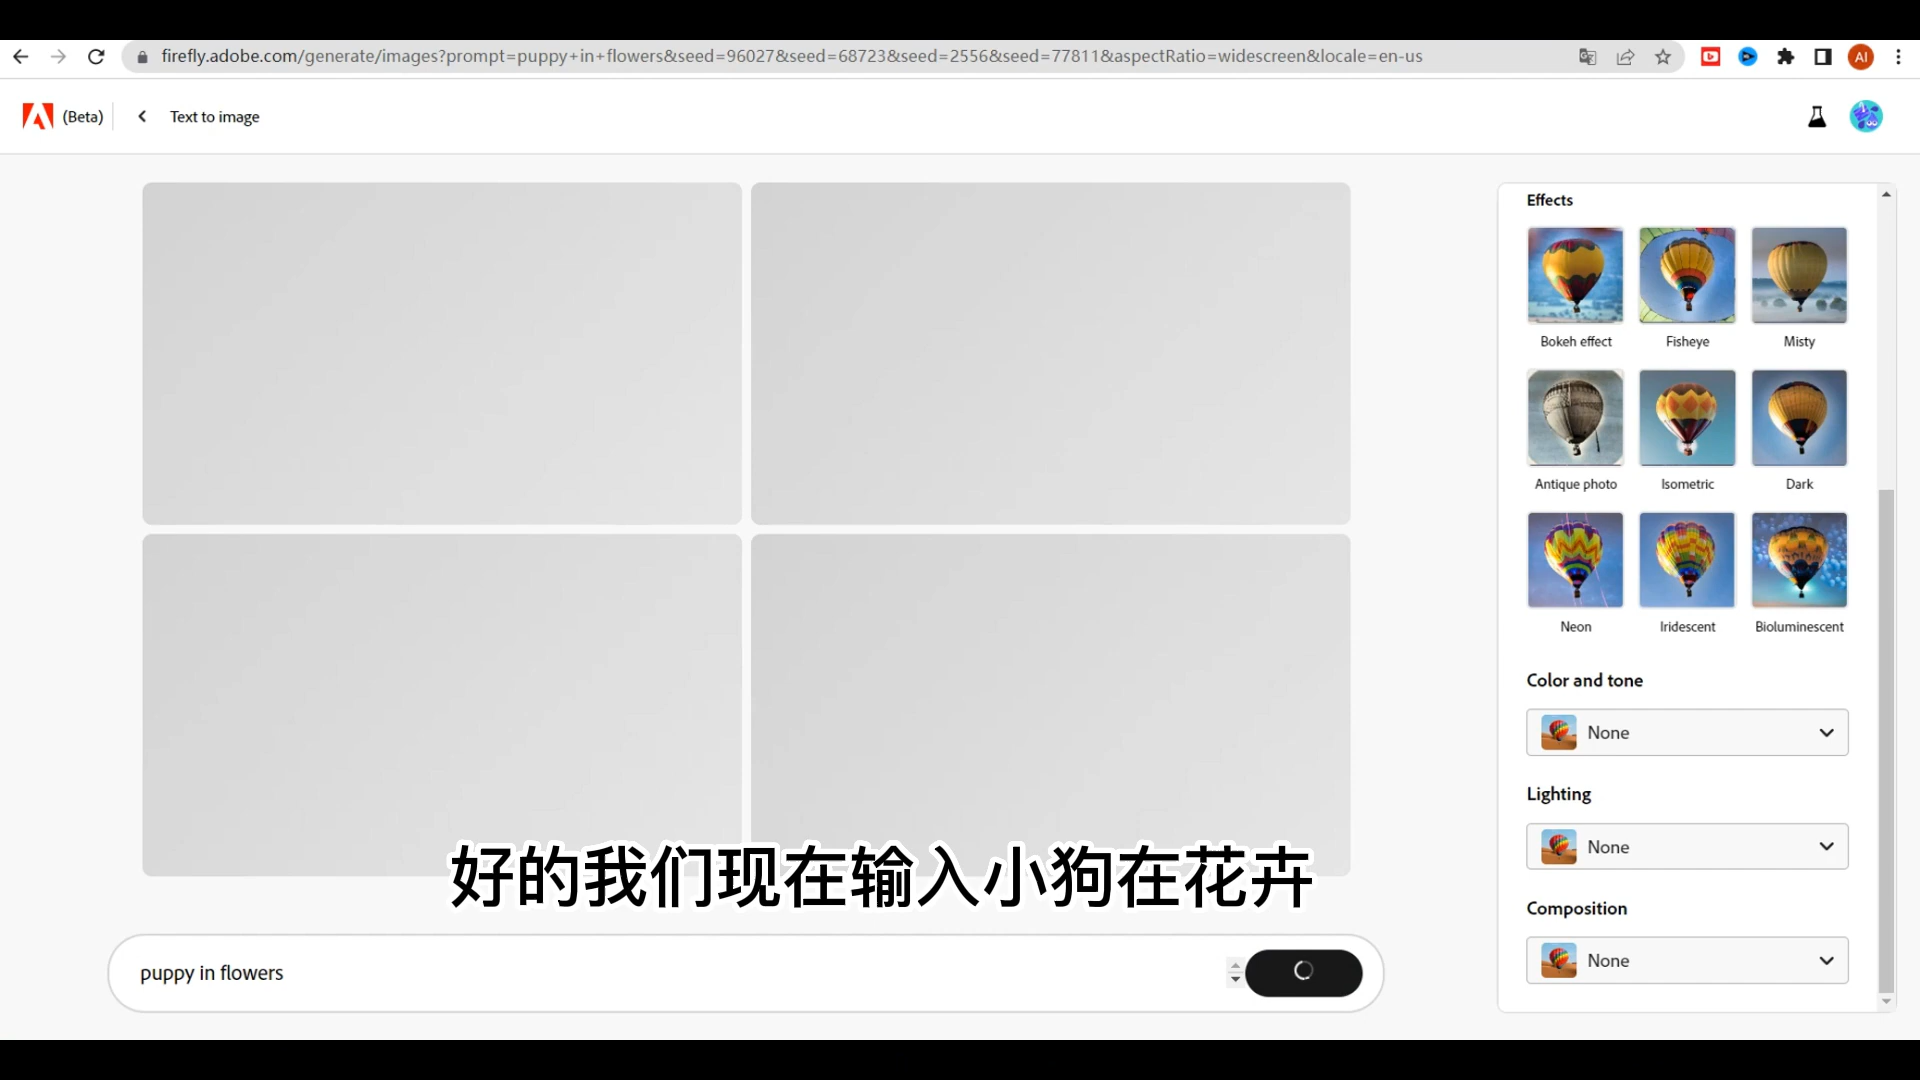 firefly.adobe.com/generate/images?prompt=puppy+in+flowers&seed=96027&seed=68723&seed=2556&seed=77811&aspectRatio=widescreen&locale=en-us
AI
(Beta)
Text to image
Effects
Bokeh effect
Fisheye
Misty
Antique photo
Isometric
Dark
Neon
Iridescent
Bioluminescent
Color and tone
None
Lighting
None
Composition
None
好的我们现在输入小狗在花卉
puppy in flowers